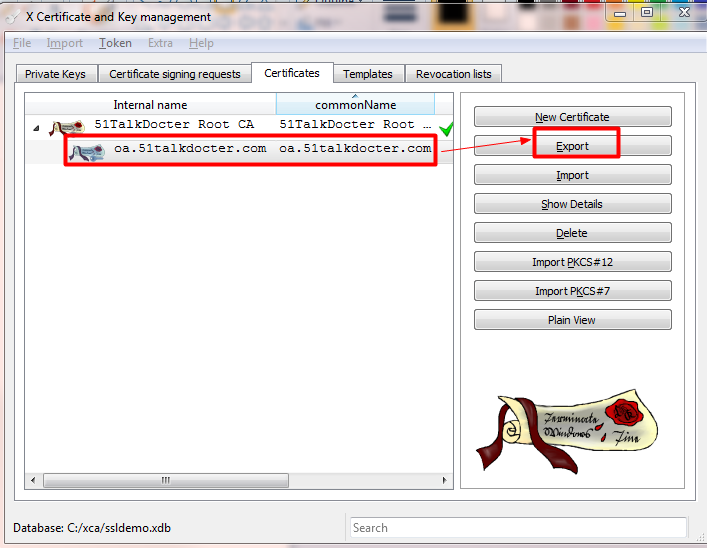 X Certificate and Key management
File Import Token Extra Help
Private Keys Certificate signing requests Certificates Templates Revocation lists
Internal name commonName
51TalkDocter Root CA 51TalkDocter Root ...
oa.51talkdocter.com oa.51talkdocter.com
New Certificate
Export
Import
Show Details
Delete
Import PKCS#12
Import PKCS#7
Plain View
Database: C:/xca/ssldemo.xdb
Search